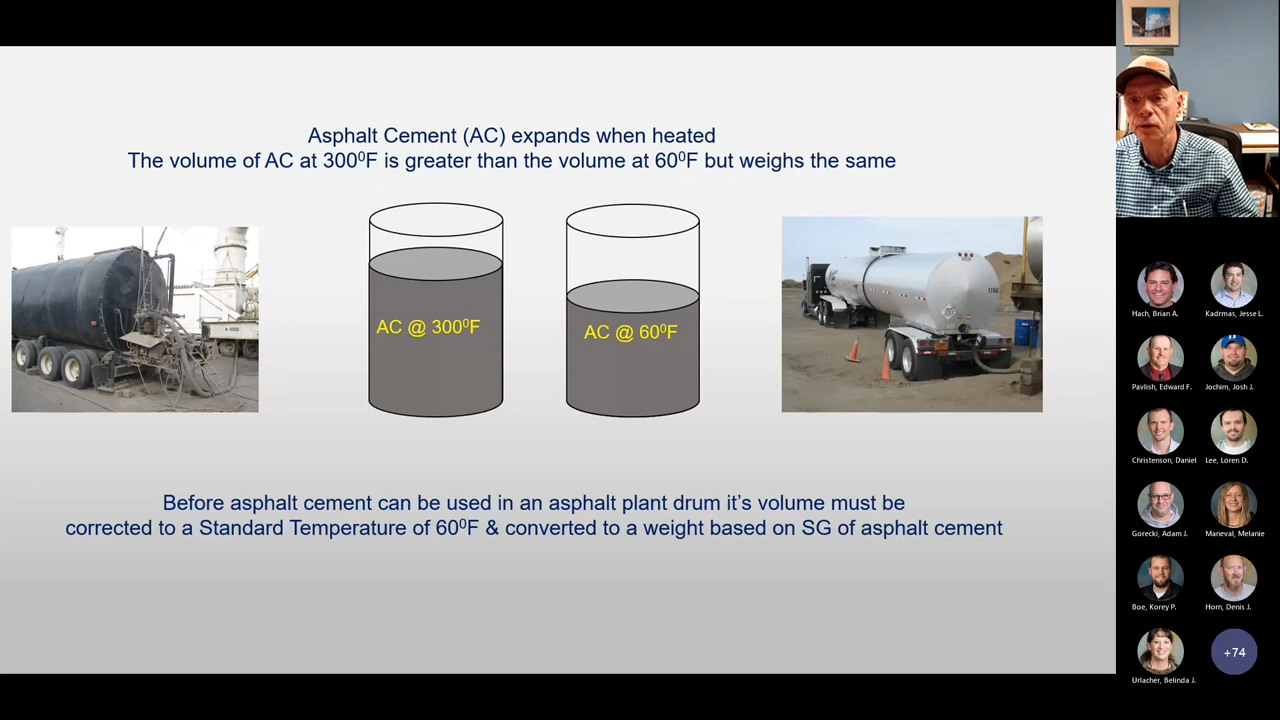 Asphalt Cement (AC) expands when heated
The volume of AC at 300⁰F is greater than the volume at 60⁰F but weighs the same
AC @ 300⁰F
AC @ 60⁰F
1166
Before asphalt cement can be used in an asphalt plant drum it's volume must be
corrected to a Standard Temperature of 60⁰F & converted to a weight based on SG of asphalt cement
Hach, Brian A.
Kadrmas, Jesse L.
Pavlish, Edward F.
Jochim, Josh J.
Christenson, Daniel
Lee, Loren D.
Gorecki, Adam J.
Maneval, Melanie
Boe, Korey P.
Horn, Denis J.
Urlacher, Belinda J.
+74